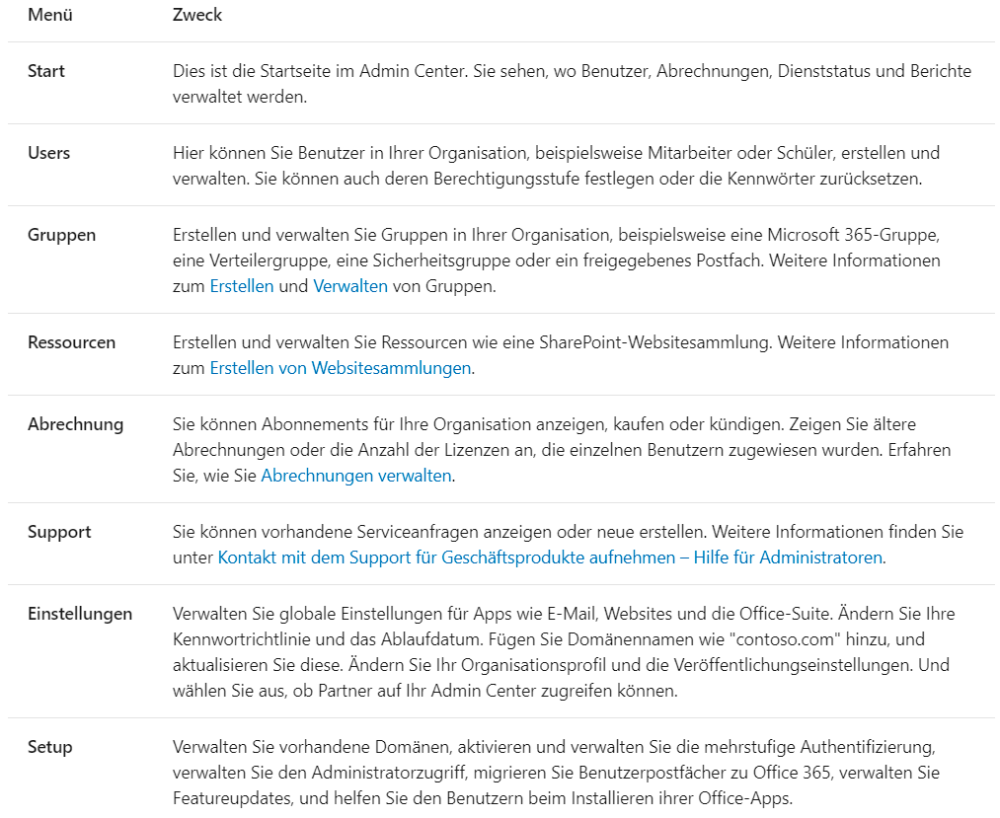 Menü Zweck
Start Dies ist die Startseite im Admin Center. Sie sehen, wo Benutzer, Abrechnungen, Dienststatus und Berichte
verwaltet werden.
Users Hier können Sie Benutzer in Ihrer Organisation, beispielsweise Mitarbeiter oder Schüler, erstellen und
verwalten. Sie können auch deren Berechtigungsstufe festlegen oder die Kennwörter zurücksetzen.
Gruppen Erstellen und verwalten Sie Gruppen in Ihrer Organisation, beispielsweise eine Microsoft 365-Gruppe,
eine Verteilergruppe, eine Sicherheitsgruppe oder ein freigegebenes Postfach. Weitere Informationen
zum Erstellen und Verwalten von Gruppen.
Ressourcen Erstellen und verwalten Sie Ressourcen wie eine SharePoint-Websitesammlung. Weitere Informationen
zum Erstellen von Websitesammlungen.
Abrechnung Sie können Abonnements für Ihre Organisation anzeigen, kaufen oder kündigen. Zeigen Sie ältere
Abrechnungen oder die Anzahl der Lizenzen an, die einzelnen Benutzern zugewiesen wurden. Erfahren
Sie, wie Sie Abrechnungen verwalten.
Support Sie können vorhandene Serviceanfragen anzeigen oder neue erstellen. Weitere Informationen finden Sie
unter Kontakt mit dem Support für Geschäftsprodukte aufnehmen – Hilfe für Administratoren.
Einstellungen Verwalten Sie globale Einstellungen für Apps wie E-Mail, Websites und die Office-Suite. Ändern Sie Ihre
Kennwortrichtlinie und das Ablaufdatum. Fügen Sie Domänennamen wie "contoso.com" hinzu, und
aktualisieren Sie diese. Ändern Sie Ihr Organisationsprofil und die Veröffentlichungseinstellungen. Und
wählen Sie aus, ob Partner auf Ihr Admin Center zugreifen können.
Setup Verwalten Sie vorhandene Domänen, aktivieren und verwalten Sie die mehrstufige Authentifizierung,
verwalten Sie den Administratorzugriff, migrieren Sie Benutzerpostfächer zu Office 365, verwalten Sie
Featureupdates, und helfen Sie den Benutzern beim Installieren ihrer Office-Apps.